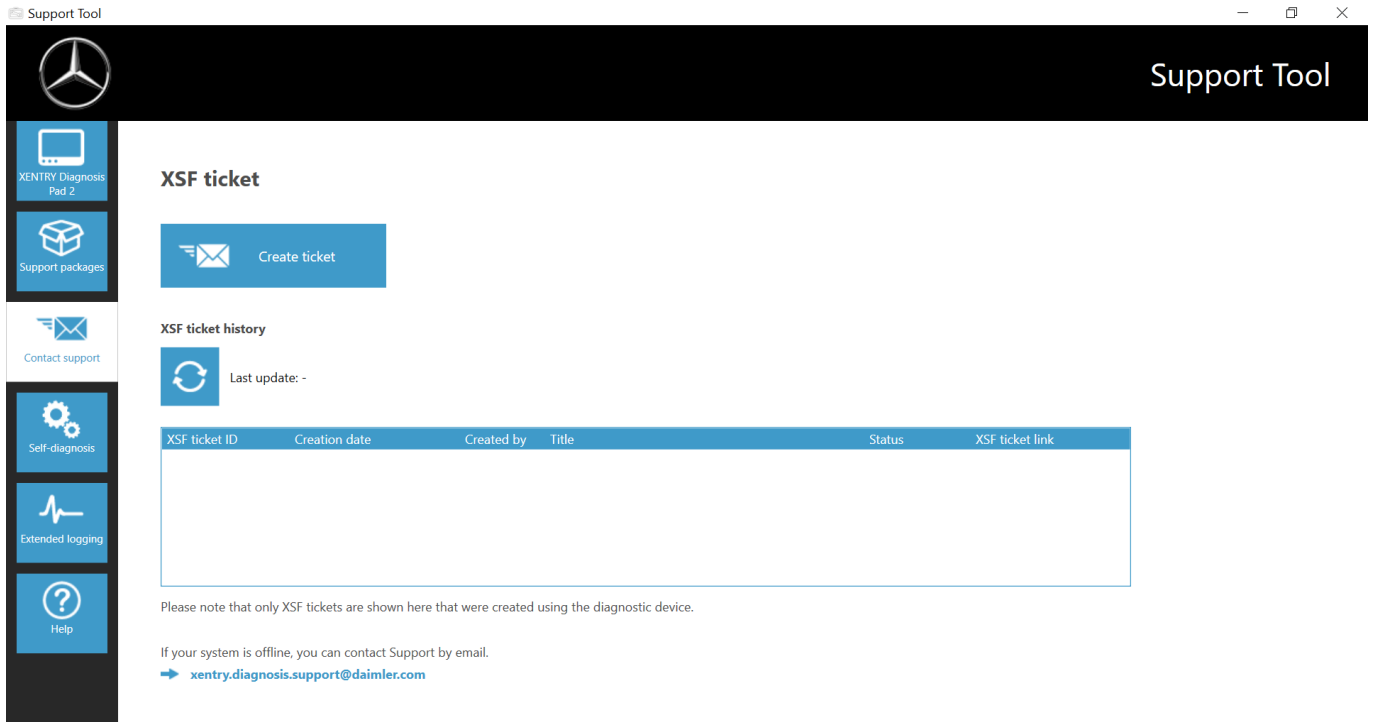 Support Tool
Support Tool
XENTRY Diagnosis
Pad 2
Support packages
Contact support
Self-diagnosis
Extended logging
Help
XSF ticket
Create ticket
XSF ticket history
Last update: -
XSF ticket ID Creation date Created by Title Status XSF ticket link
Please note that only XSF tickets are shown here that were created using the diagnostic device.
If your system is offline, you can contact Support by email.
xentry.diagnosis.support@daimler.com